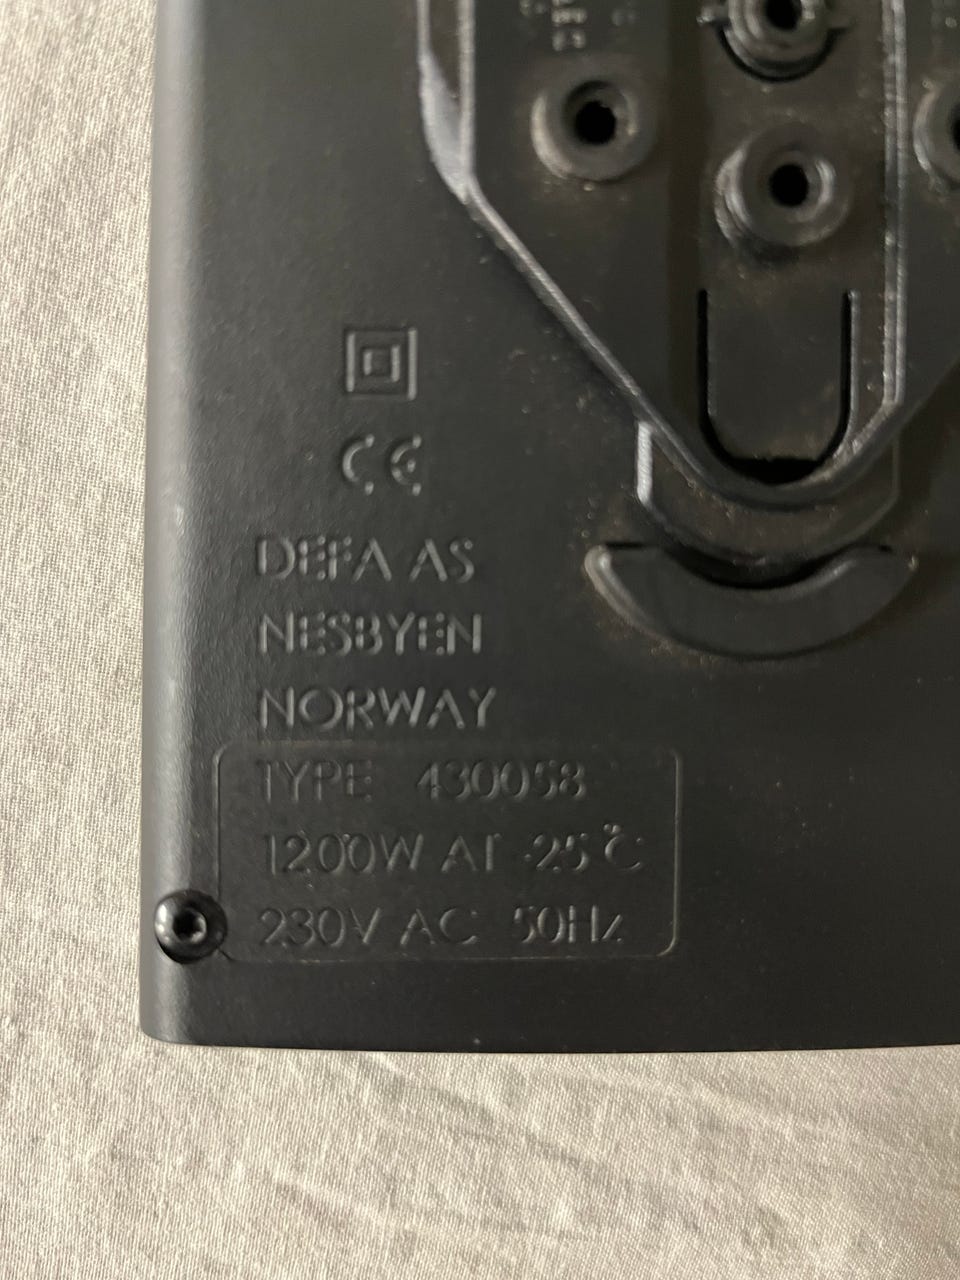 CE
DEFA AS
NESBYEN
NORWAY
TYPE 430058
1200W AT -25°C
230V AC 50Hz